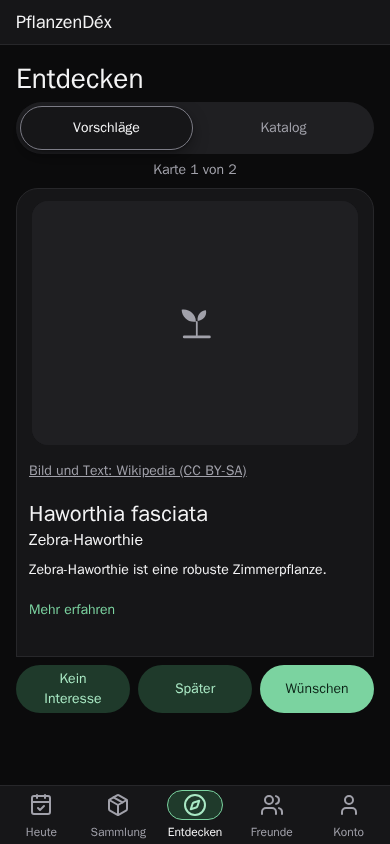 PflanzenDéx
Entdecken
Vorschläge
Katalog
Karte 1 von 2
Bild und Text: Wikipedia (CC BY-SA)
Haworthia fasciata
Zebra-Haworthie
Zebra-Haworthie ist eine robuste Zimmerpflanze.
Mehr erfahren
Kein
Interesse
Später
Wünschen
Heute
Sammlung
Entdecken
Freunde
Konto